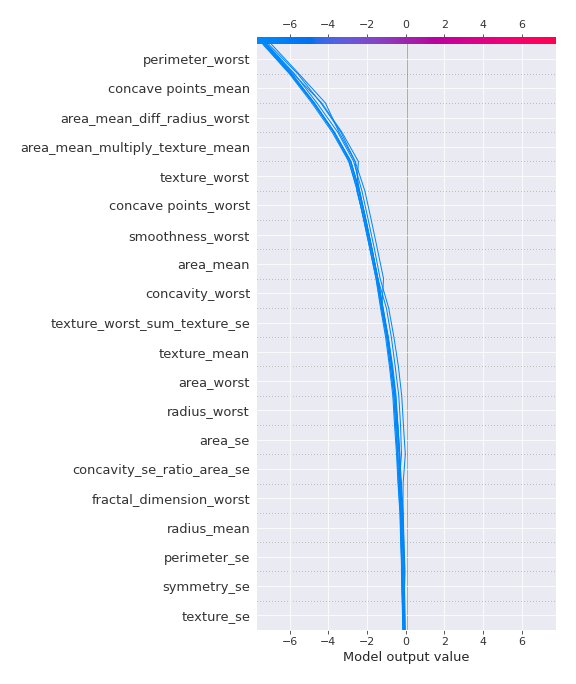 −6 −4 −2 0 2 4 6
perimeter_worst
concave points_mean
area_mean_diff_radius_worst
area_mean_multiply_texture_mean
texture_worst
concave points_worst
smoothness_worst
area_mean
concavity_worst
texture_worst_sum_texture_se
texture_mean
area_worst
radius_worst
area_se
concavity_se_ratio_area_se
fractal_dimension_worst
radius_mean
perimeter_se
symmetry_se
texture_se
−6 −4 −2 0 2 4 6
Model output value